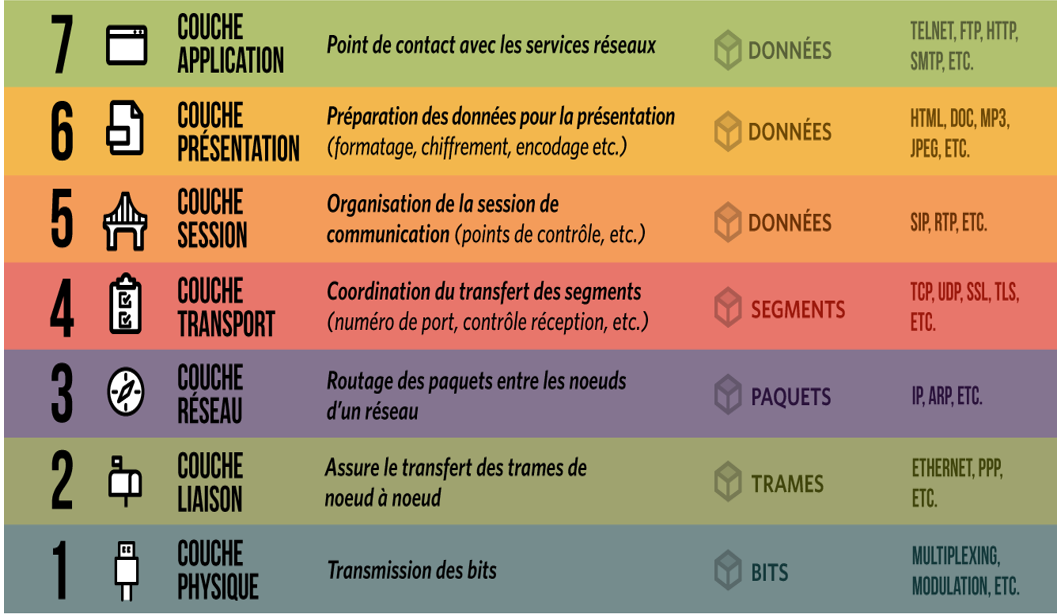 7
COUCHE
APPLICATION
Point de contact avec les services réseaux
DONNÉES
TELNET, FTP, HTTP,
SMTP, ETC.
6
COUCHE
PRÉSENTATION
Préparation des données pour la présentation
(formatage, chiffrement, encodage etc.)
DONNÉES
HTML, DOC, MP3,
JPEG, ETC.
5
COUCHE
SESSION
Organisation de la session de
communication (points de contrôle, etc.)
DONNÉES
SIP, RTP, ETC.
4
COUCHE
TRANSPORT
Coordination du transfert des segments
(numéro de port, contrôle réception, etc.)
SEGMENTS
TCP, UDP, SSL, TLS,
ETC.
3
COUCHE
RÉSEAU
Routage des paquets entre les noeuds
d'un réseau
PAQUETS
IP, ARP, ETC.
2
COUCHE
LIAISON
Assure le transfert des trames de
noeud à noeud
TRAMES
ETHERNET, PPP,
ETC.
1
COUCHE
PHYSIQUE
Transmission des bits
BITS
MULTIPLEXING,
MODULATION, ETC.